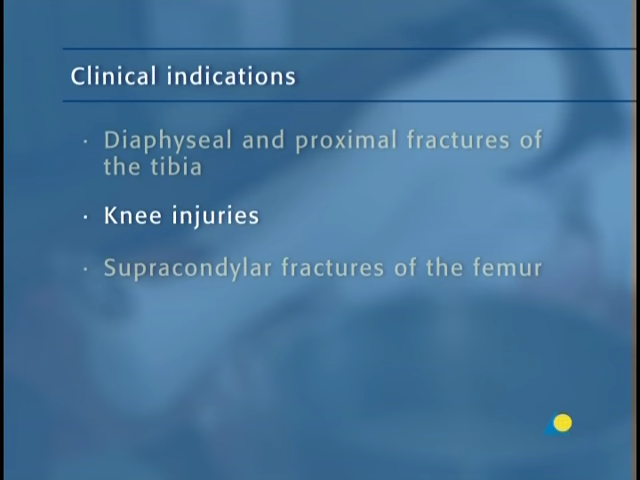 Clinical indications
· Diaphyseal and proximal fractures of
the tibia
· Knee injuries
· Supracondylar fractures of the femur